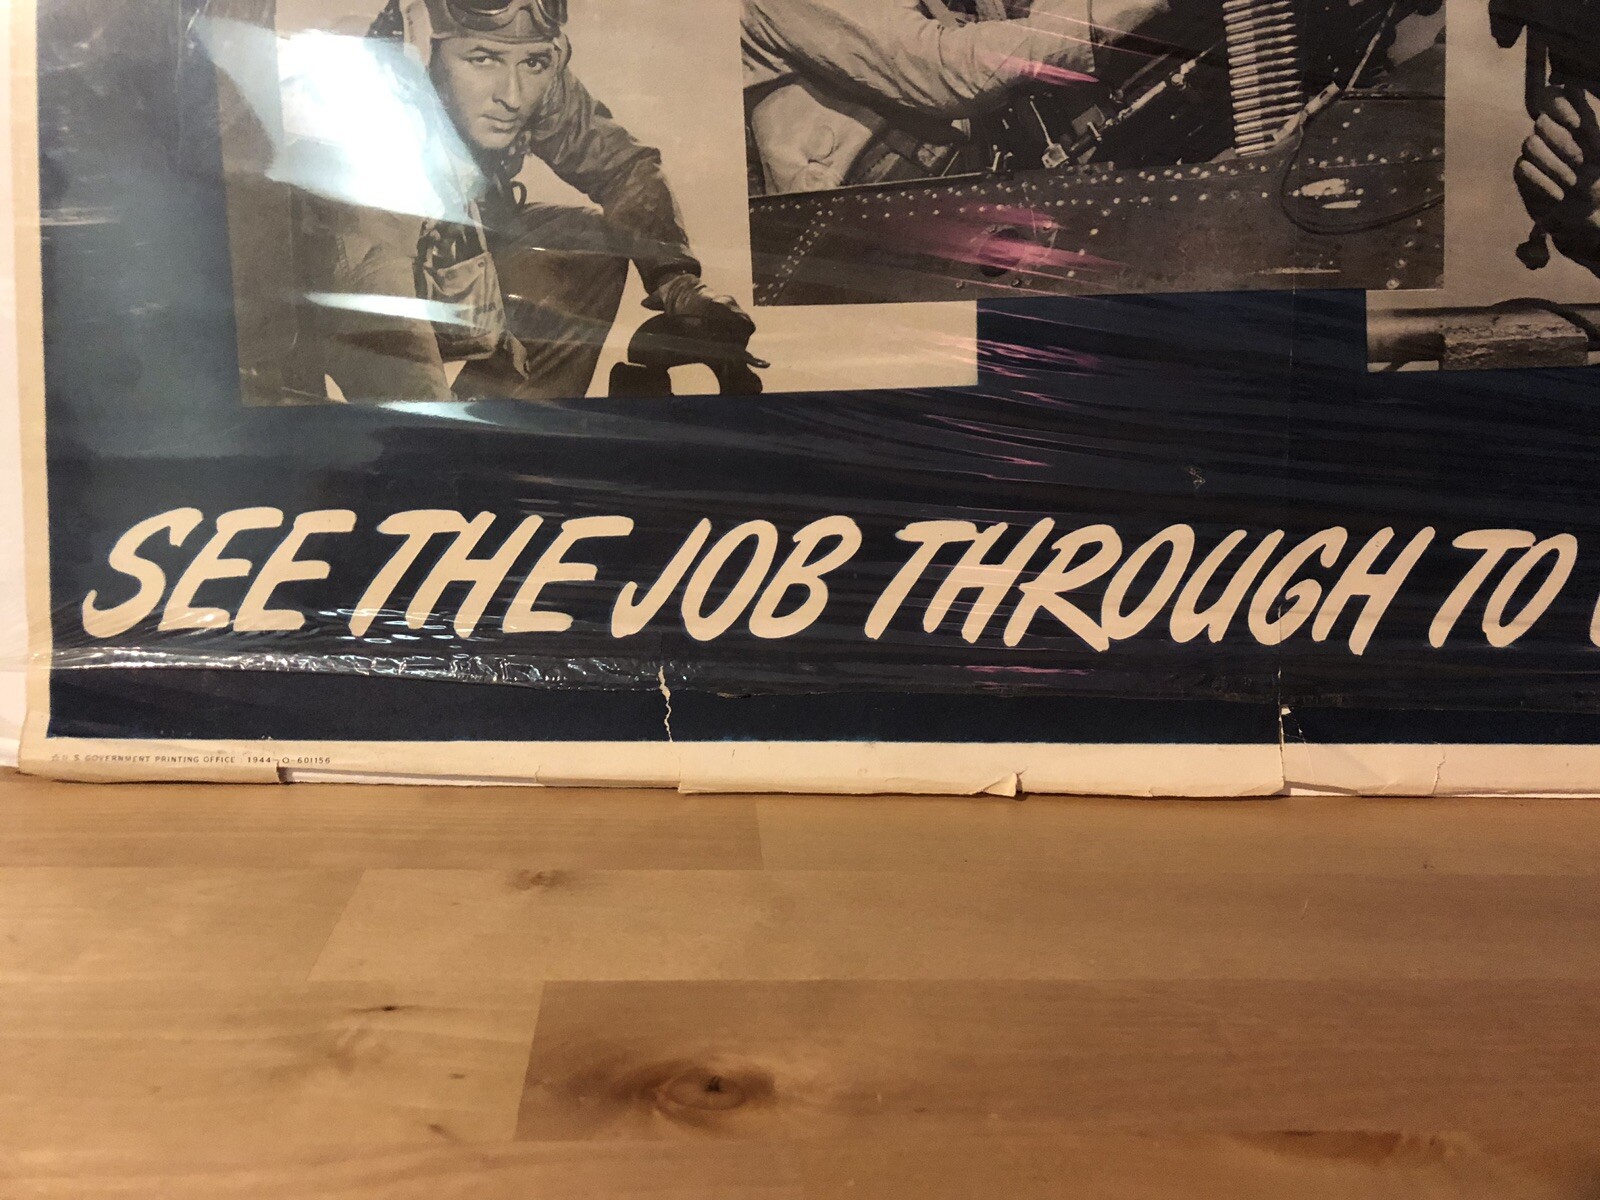 SEE THE JOB THROUGH TO
☆ U. S. GOVERNMENT PRINTING OFFICE : 1944—O-601156